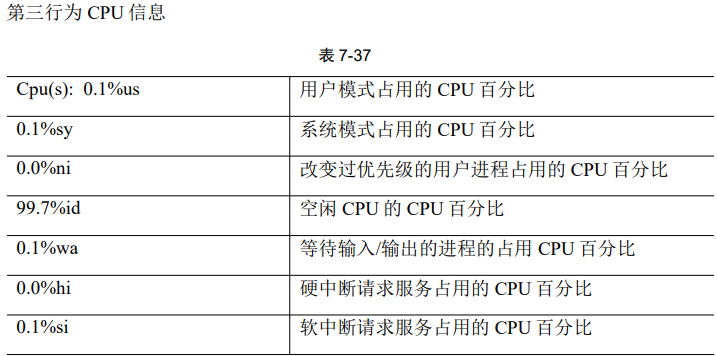 第三行为 CPU 信息
表 7-37
Cpu(s): 0.1%us 用户模式占用的 CPU 百分比
0.1%sy 系统模式占用的 CPU 百分比
0.0%ni 改变过优先级的用户进程占用的 CPU 百分比
99.7%id 空闲 CPU 的 CPU 百分比
0.1%wa 等待输入/输出的进程的占用 CPU 百分比
0.0%hi 硬中断请求服务占用的 CPU 百分比
0.1%si 软中断请求服务占用的 CPU 百分比